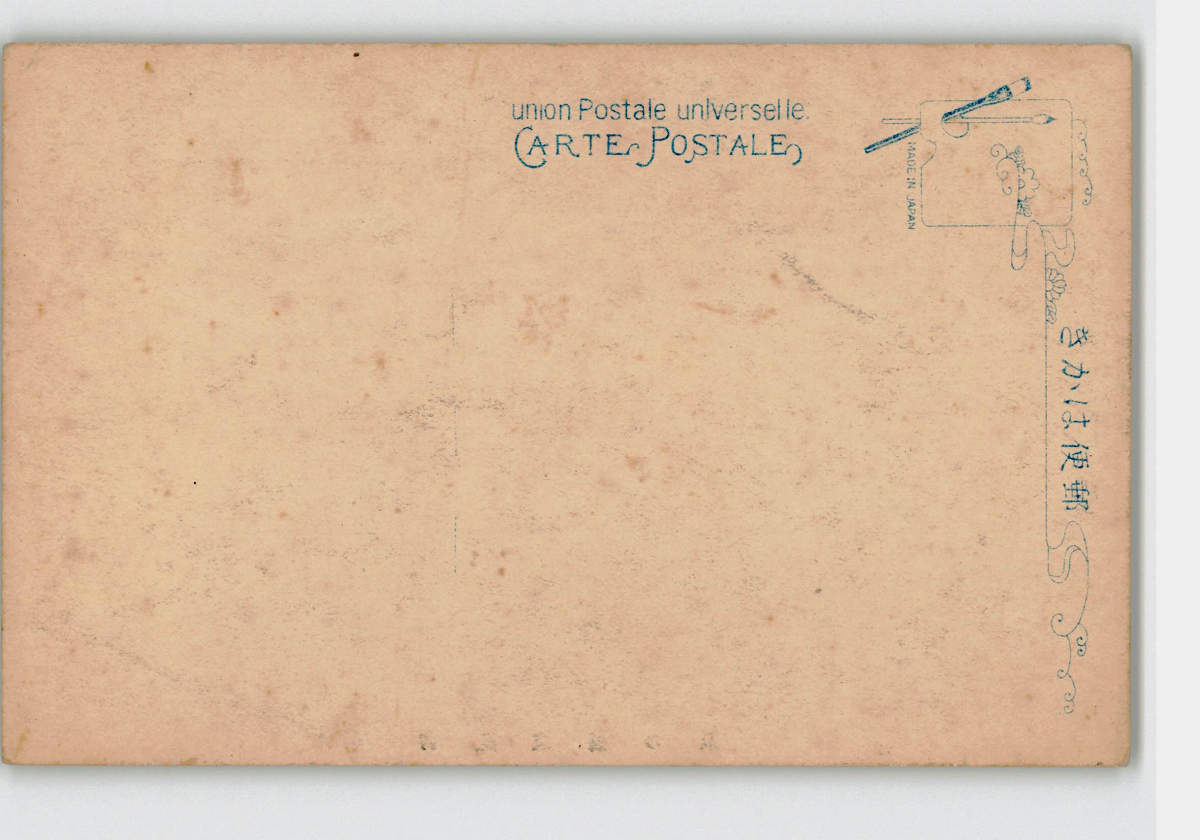 union Postale unIverselle.
CARTE POSTALE
MADE IN JAPAN
郵便はかき